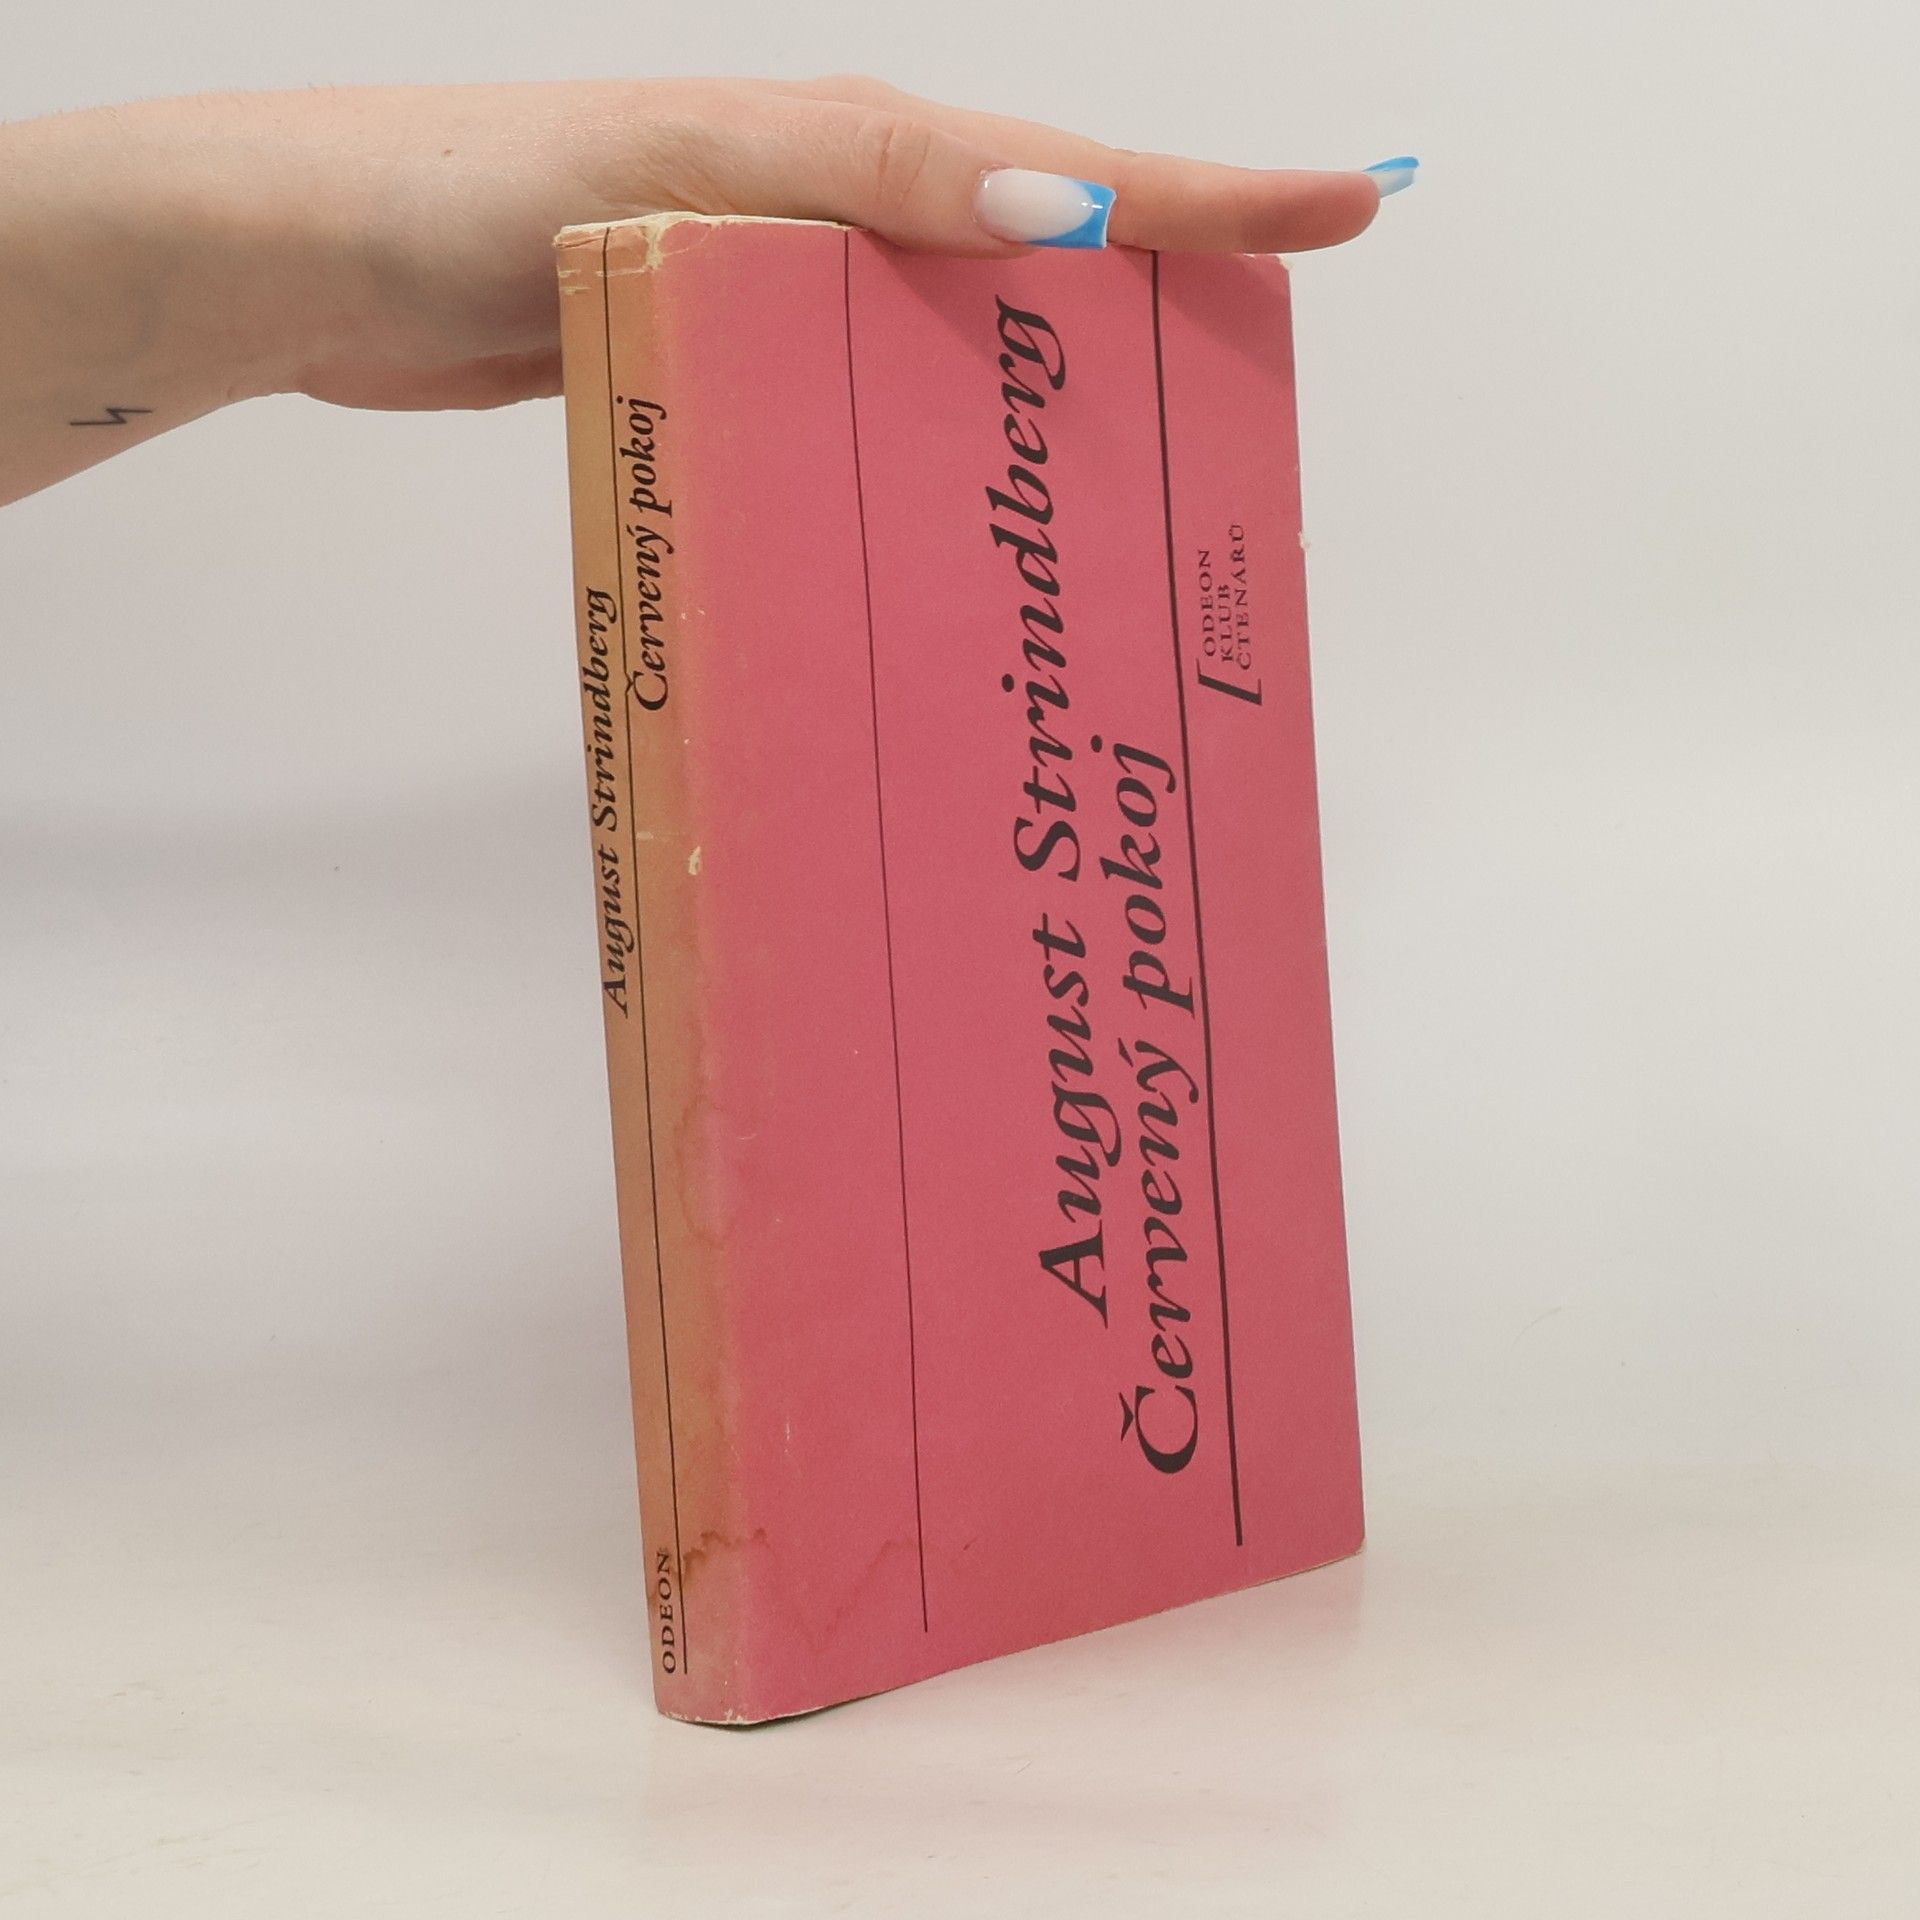 August Strindberg
Červený pokoj
ODEON
August Strindberg
Červený pokoj
ODEON
KLUB
ČTENÁŘŮ